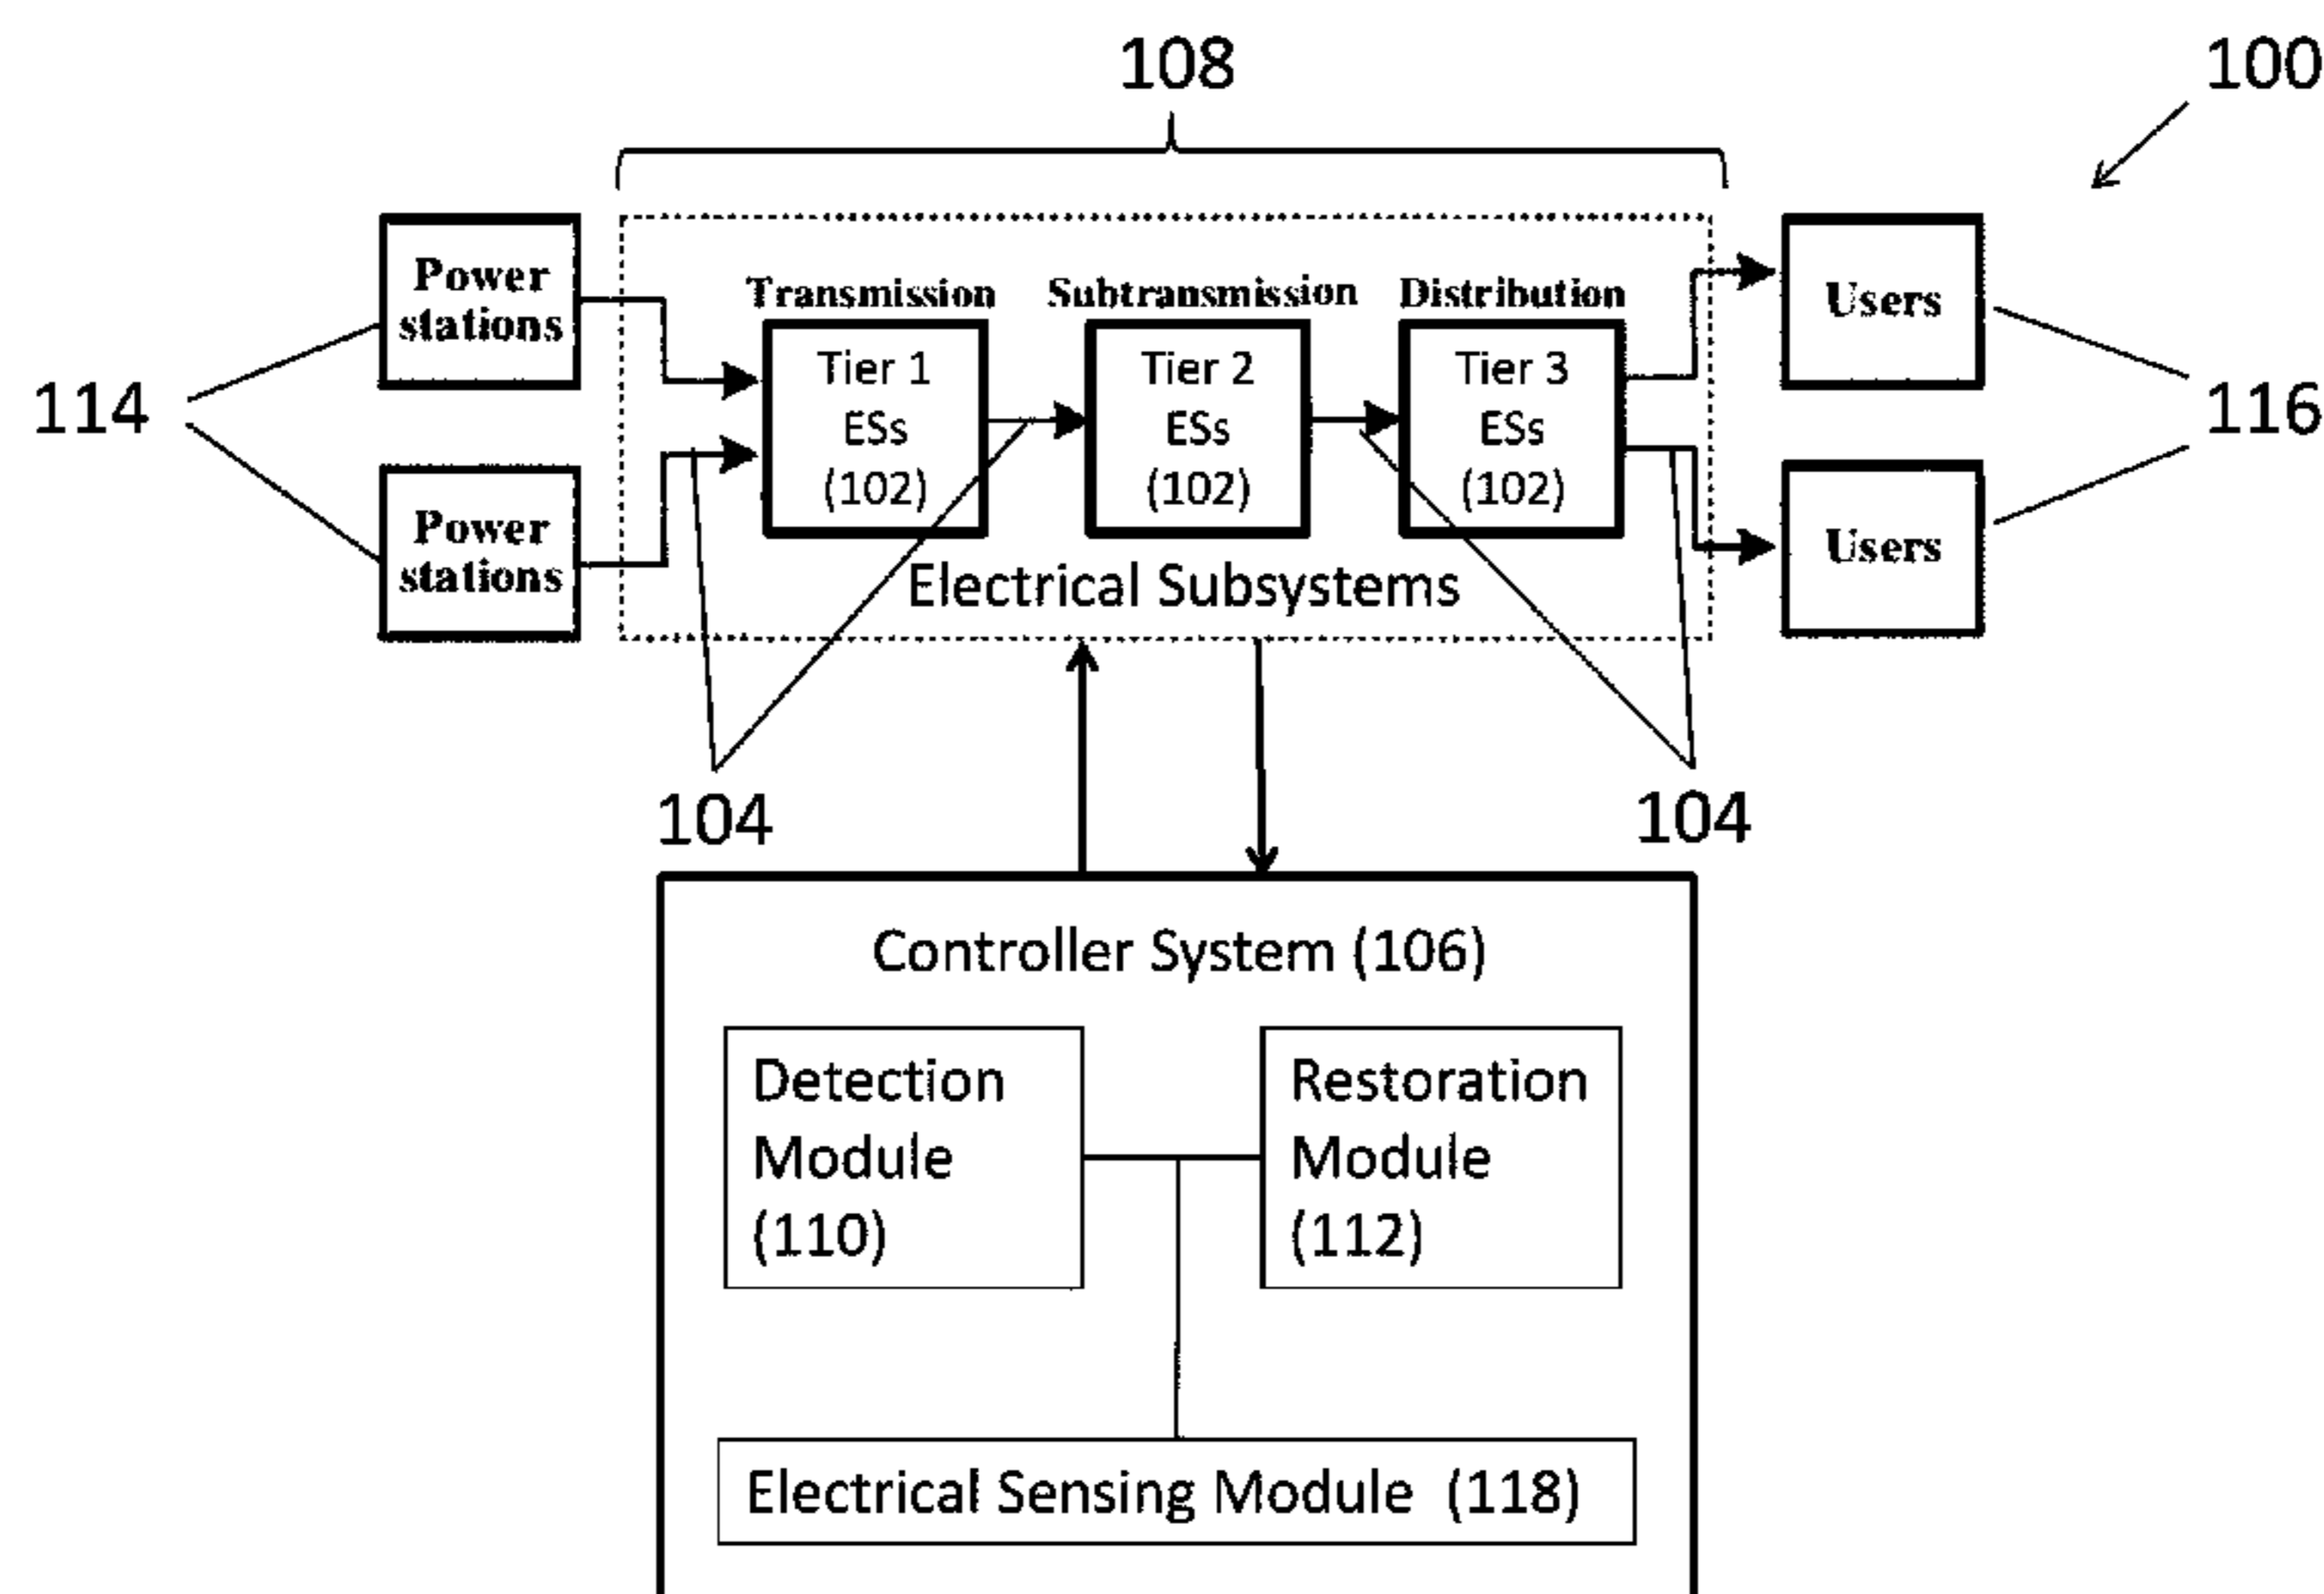 108
100
Power
stations
Transmission Subtransmission Distribution
Users
Tier 1
ESs
(102)
Tier 2
ESs
(102)
Tier 3
ESs
(102)
114
116
Power
stations
Users
Electrical Subsystems
104
104
Controller System (106)
Detection
Module
(110)
Restoration
Module
(112)
Electrical Sensing Module (118)